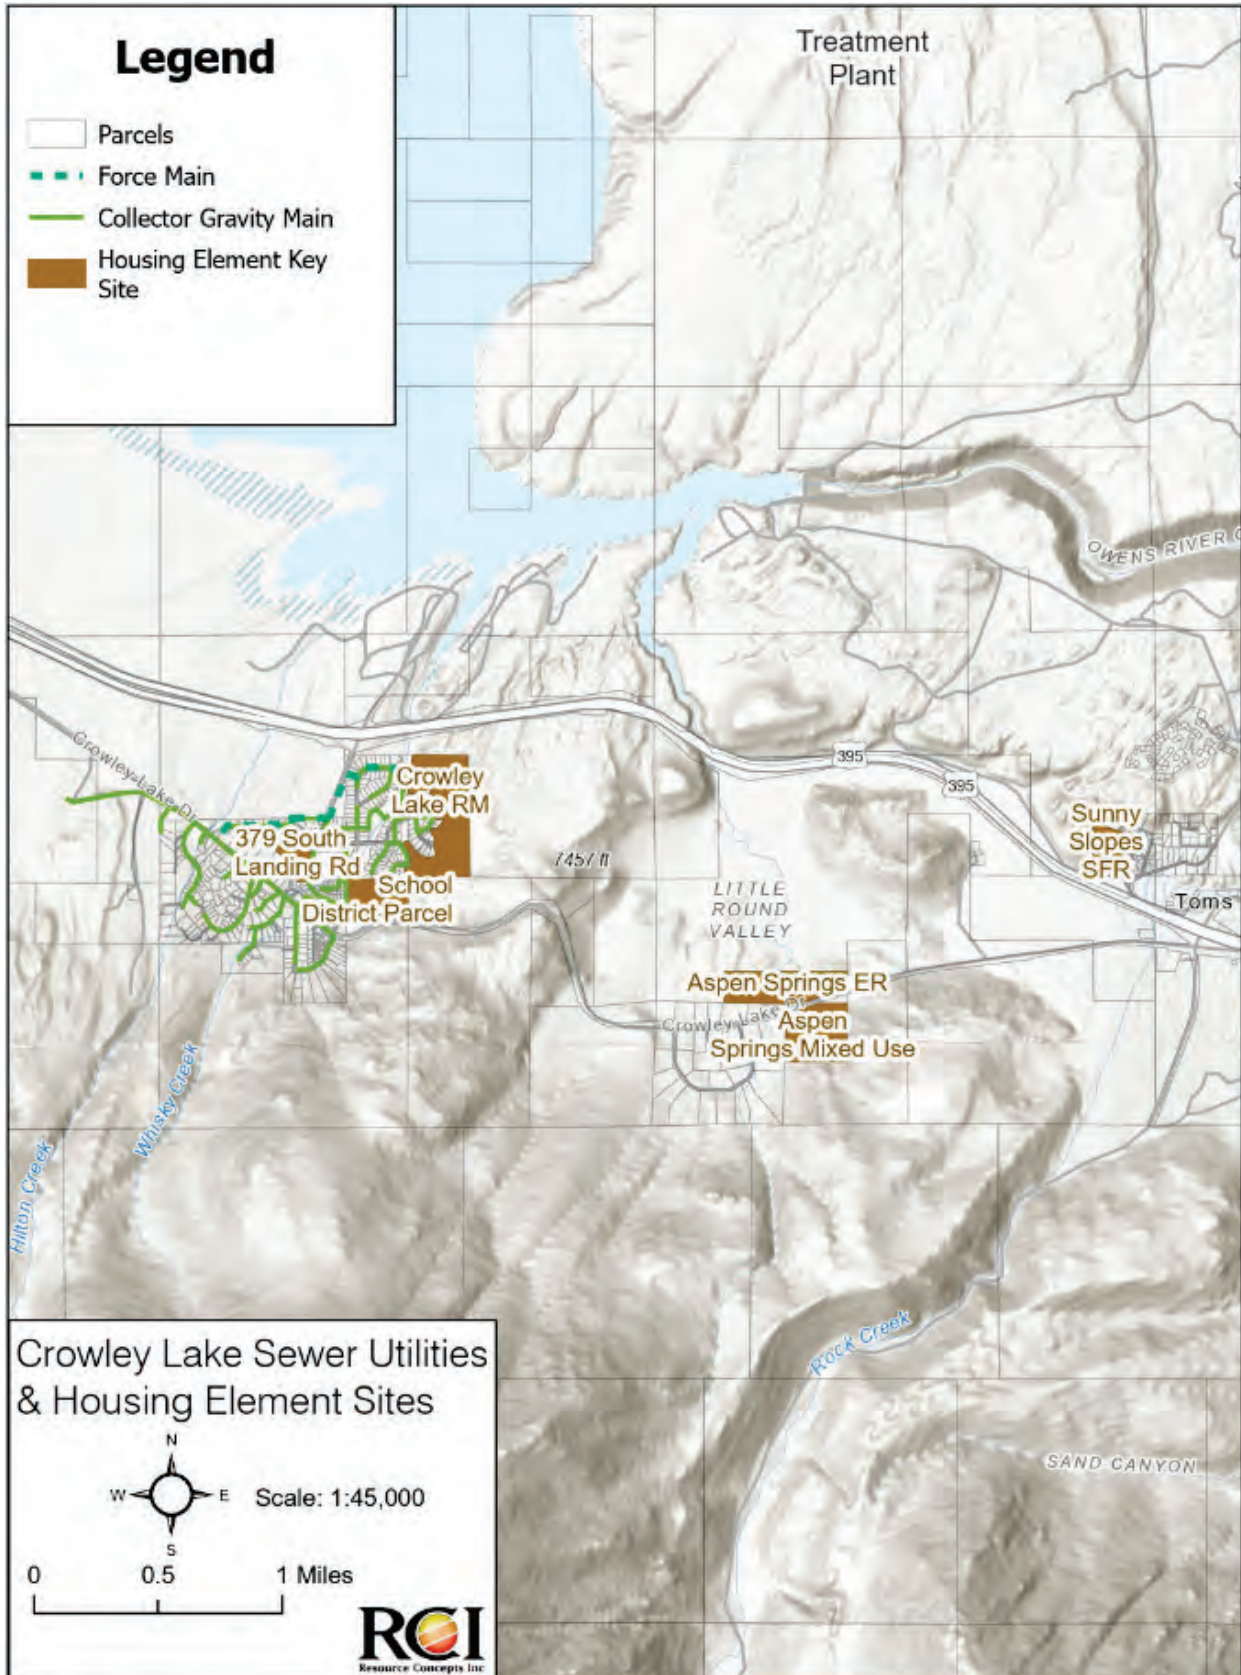 Legend
Parcels
Force Main
Collector Gravity Main
Housing Element Key
Site
Treatment
Plant
OWENS RIVER G
Crowley Lake Dr
395
395
Crowley
Lake RM
379 South
Landing Rd
School
District Parcel
7457 ft
LITTLE
ROUND
VALLEY
Sunny
Slopes
SFR
Toms
Aspen Springs ER
Crowley Lake Dr
Aspen
Springs Mixed Use
Whisky Creek
Hilton Creek
Rock Creek
SAND CANYON
Crowley Lake Sewer Utilities
& Housing Element Sites
N
W E
S
Scale: 1:45,000
0 0.5 1 Miles
RCI
Resource Concepts Inc